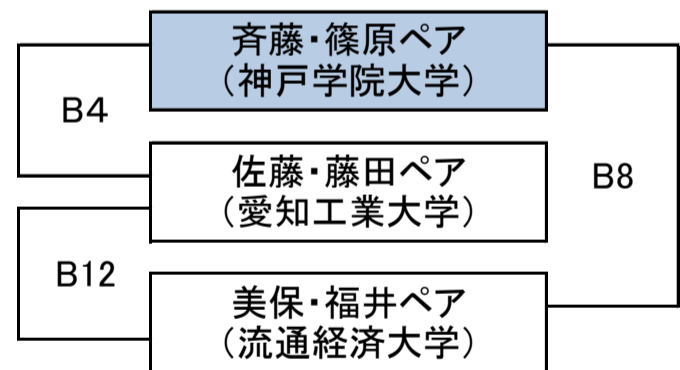 斉藤・篠原ペア
（神戸学院大学）
B4
佐藤・藤田ペア
（愛知工業大学）
B8
B12
美保・福井ペア
（流通経済大学）